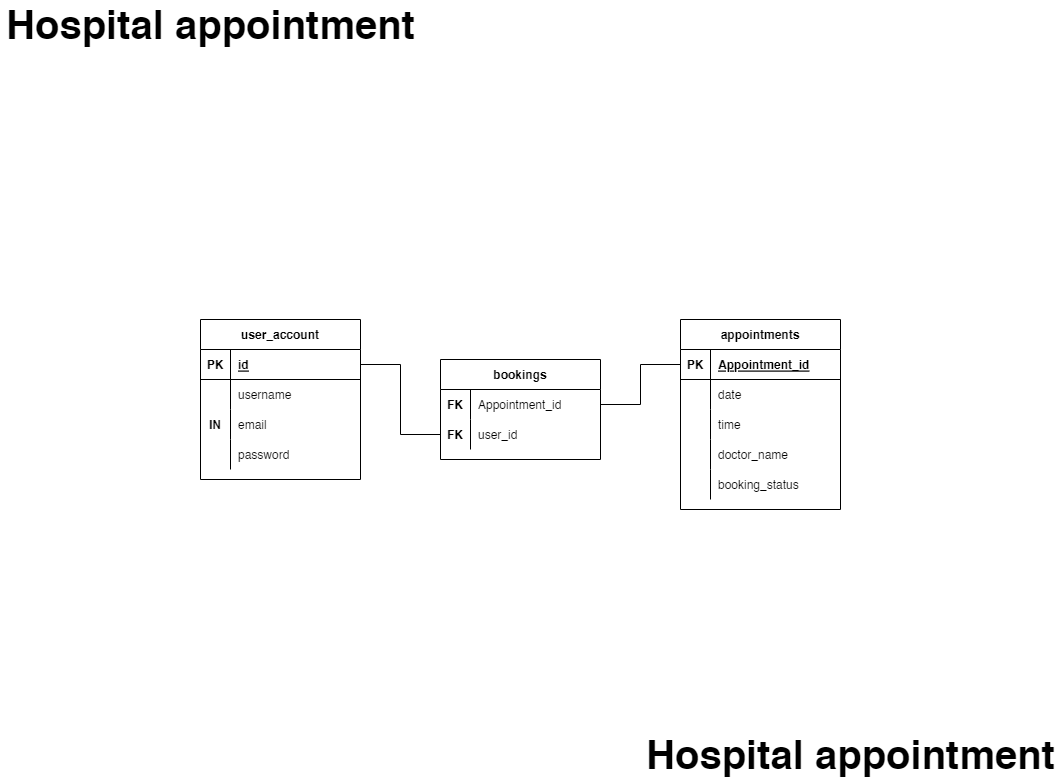 Hospital appointment
user_account
PK id
username
IN email
password
bookings
FK Appointment_id
FK user_id
appointments
PK Appointment_id
date
time
doctor_name
booking_status
Hospital appointment